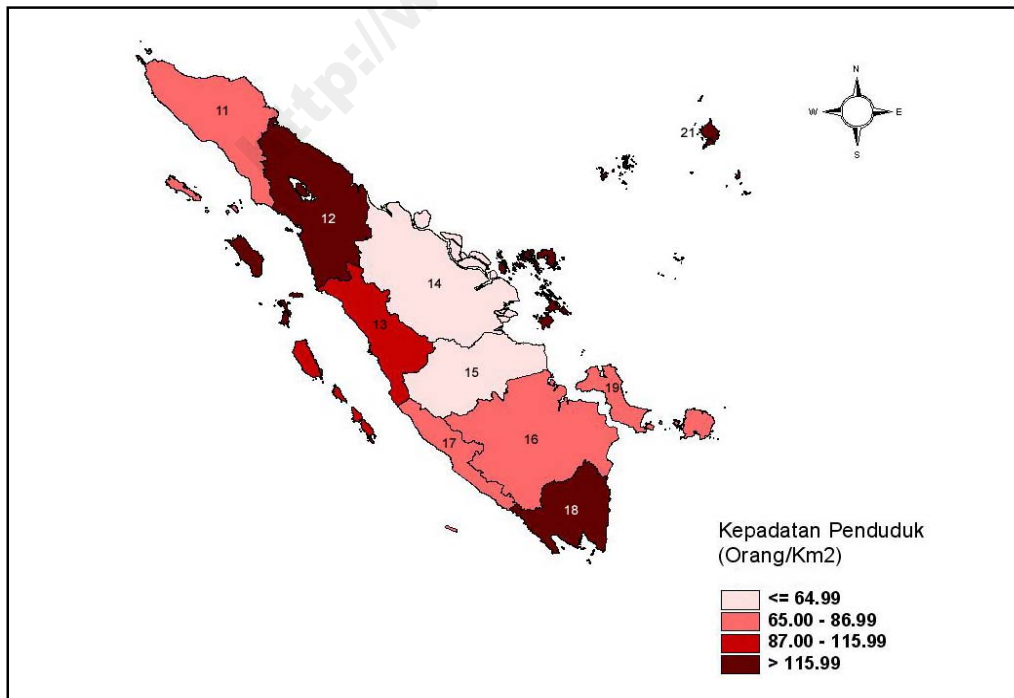 http://w
11
21
N
W E
S
12
14
13
15
19
17
16
18
Kepadatan Penduduk
(Orang/Km2)
<= 64.99
65.00 - 86.99
87.00 - 115.99
> 115.99